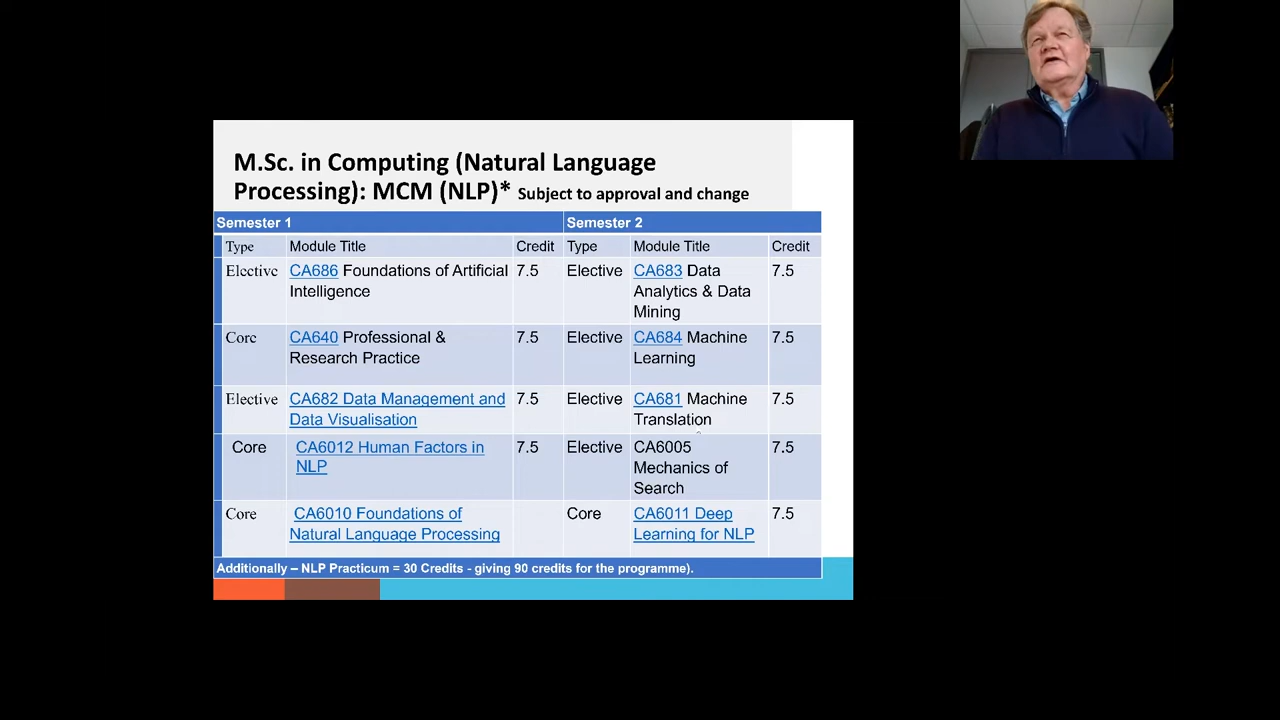 M.Sc. in Computing (Natural Language
Processing): MCM (NLP)* Subject to approval and change
Semester 1 Semester 2
Type Module Title Credit Type Module Title Credit
Elective CA686 Foundations of Artificial 7.5 Elective CA683 Data 7.5
Intelligence Analytics & Data
Mining
Core CA640 Professional & 7.5 Elective CA684 Machine 7.5
Research Practice Learning
Elective CA682 Data Management and 7.5 Elective CA681 Machine 7.5
Data Visualisation Translation
Core CA6012 Human Factors in 7.5 Elective CA6005 7.5
NLP Mechanics of
Search
Core CA6010 Foundations of Core CA6011 Deep 7.5
Natural Language Processing Learning for NLP
Additionally – NLP Practicum = 30 Credits - giving 90 credits for the programme).